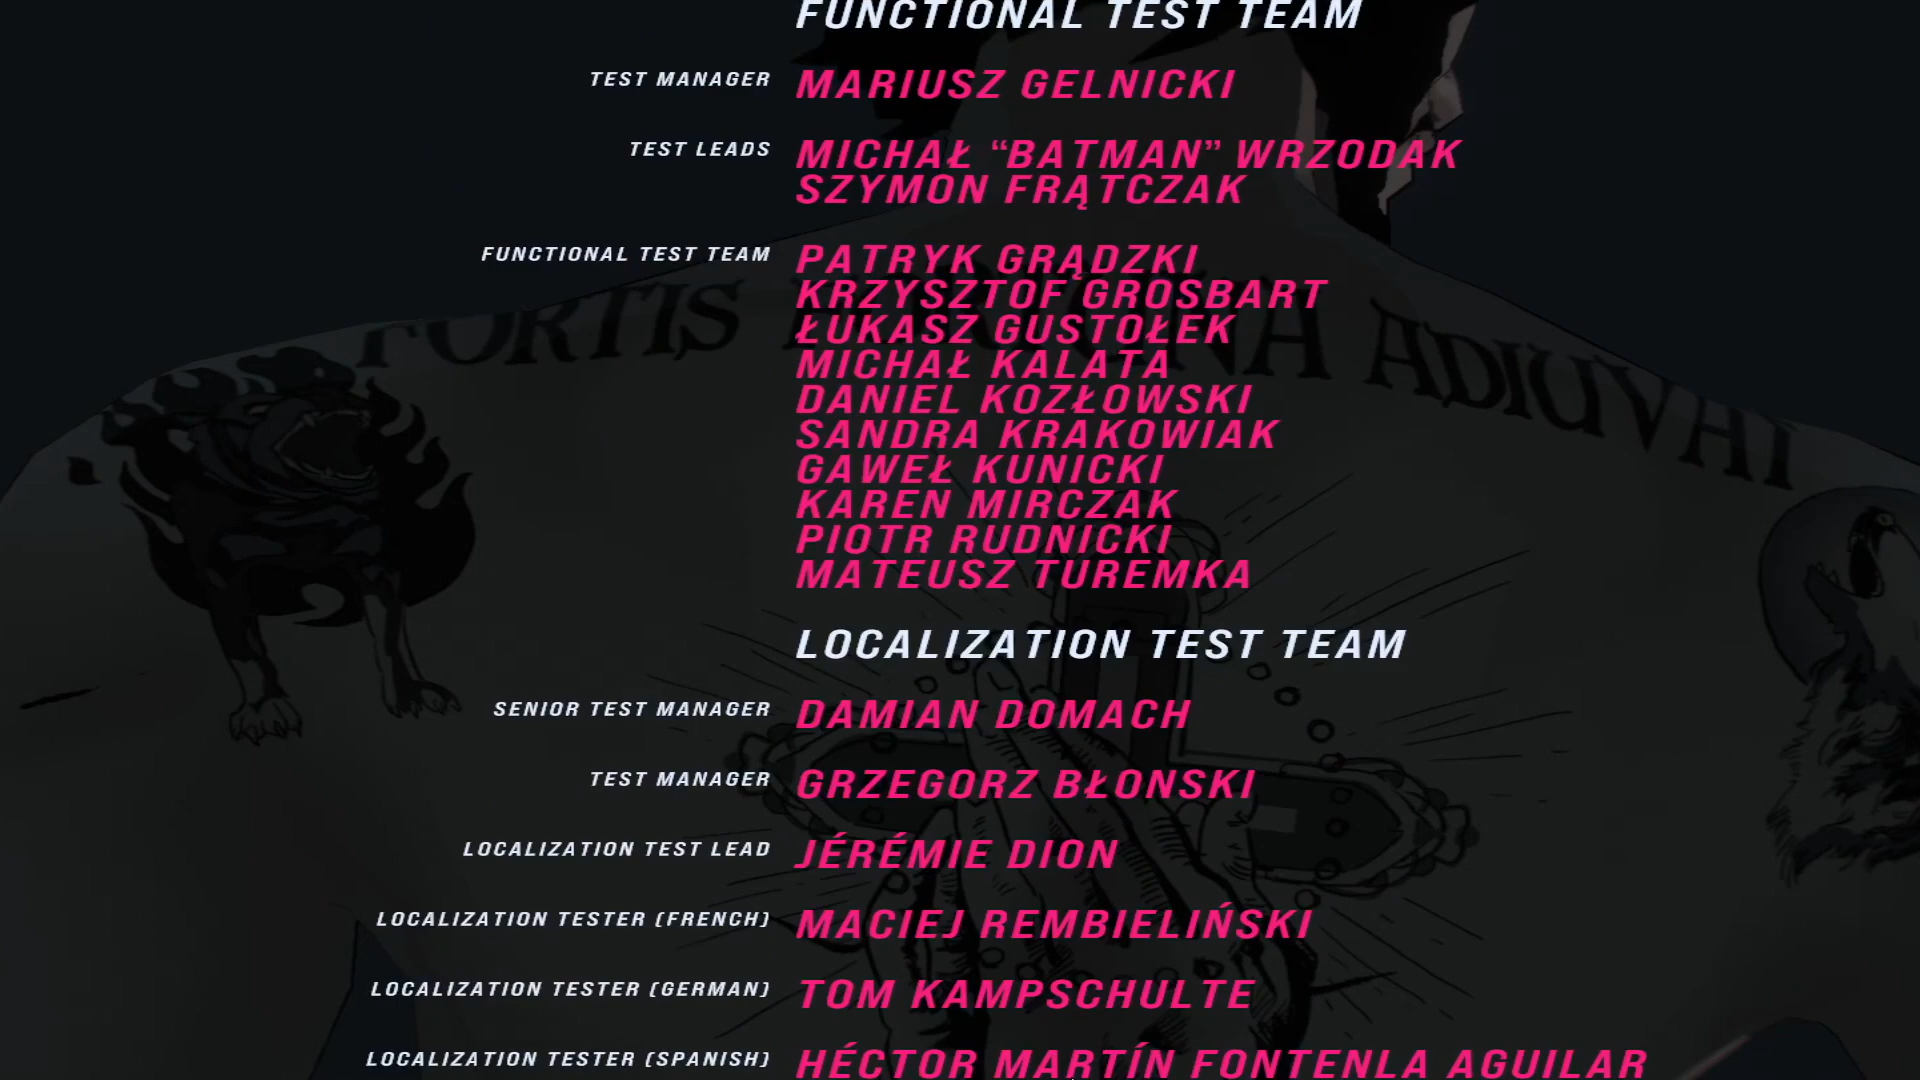 FUNCTIONAL TEST TEAM
TEST MANAGER MARIUSZ GELNICKI
TEST LEADS MICHAŁ “BATMAN” WRZODAK
SZYMON FRĄTCZAK
FUNCTIONAL TEST TEAM PATRYK GRĄDZKI
KRZYSZTOF GROSBART
ŁUKASZ GUSTOŁEK
MICHAŁ KALATA
DANIEL KOZŁOWSKI
SANDRA KRAKOWIAK
GAWEŁ KUNICKI
KAREN MIRCZAK
PIOTR RUDNICKI
MATEUSZ TUREMKA
FORTIS FORTUNA ADIUVAT
LOCALIZATION TEST TEAM
SENIOR TEST MANAGER DAMIAN DOMACH
TEST MANAGER GRZEGORZ BŁONSKI
LOCALIZATION TEST LEAD JÉRÉMIE DION
LOCALIZATION TESTER (FRENCH) MACIEJ REMBIELIŃSKI
LOCALIZATION TESTER (GERMAN) TOM KAMPSCHULTE
LOCALIZATION TESTER (SPANISH) HÉCTOR MARTÍN FONTENLA AGUILAR